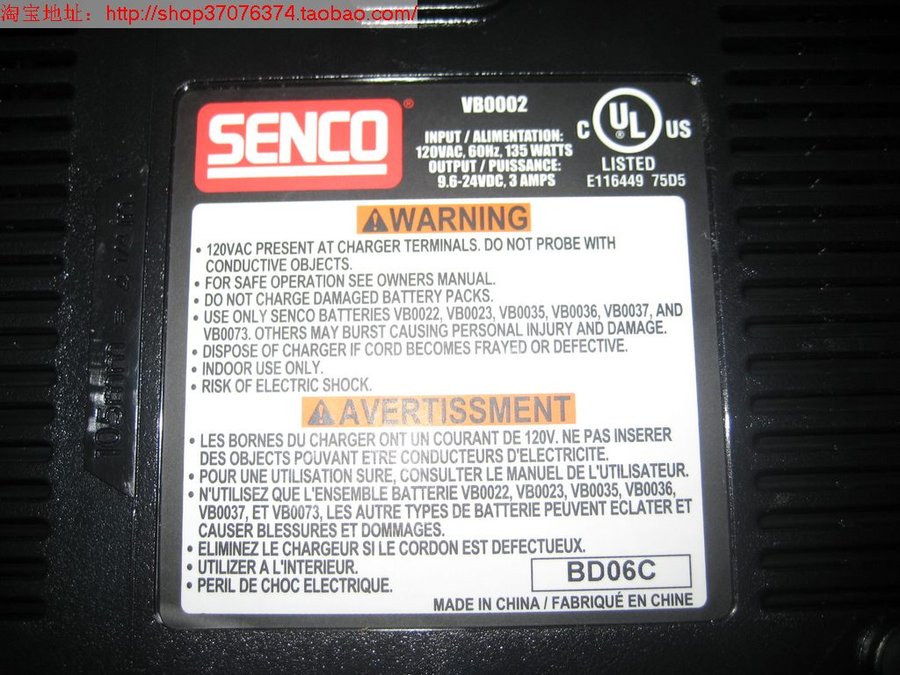 淘宝地址：http://shop37076374.taobao.com/
SENCO®
VB0002
INPUT / ALIMENTATION:
120VAC, 60Hz, 135 WATTS
OUTPUT / PUISSANCE:
9.6-24VDC, 3 AMPS
C UL ® US
LISTED
E116449 75D5
WARNING
• 120VAC PRESENT AT CHARGER TERMINALS. DO NOT PROBE WITH
CONDUCTIVE OBJECTS.
• FOR SAFE OPERATION SEE OWNERS MANUAL.
• DO NOT CHARGE DAMAGED BATTERY PACKS.
• USE ONLY SENCO BATTERIES VB0022, VB0023, VB0035, VB0036, VB0037, AND
VB0073. OTHERS MAY BURST CAUSING PERSONAL INJURY AND DAMAGE.
• DISPOSE OF CHARGER IF CORD BECOMES FRAYED OR DEFECTIVE.
• INDOOR USE ONLY.
• RISK OF ELECTRIC SHOCK.
AVERTISSMENT
• LES BORNES DU CHARGER ONT UN COURANT DE 120V. NE PAS INSERER
DES OBJECTS POUVANT ETRE CONDUCTEURS D'ELECTRICITE.
• POUR UNE UTILISATION SURE, CONSULTER LE MANUEL DE L'UTILISATEUR.
• N'UTILISEZ QUE L'ENSEMBLE BATTERIE VB0022, VB0023, VB0035, VB0036,
VB0037, ET VB0073, LES AUTRE TYPES DE BATTERIE PEUVENT ECLATER ET
CAUSER BLESSURES ET DOMMAGES.
• ELIMINEZ LE CHARGEUR SI LE CORDON EST DEFECTUEUX.
• UTILIZER A L'INTERIEUR.
• PERIL DE CHOC ELECTRIQUE.
BD06C
MADE IN CHINA / FABRIQUÉ EN CHINE